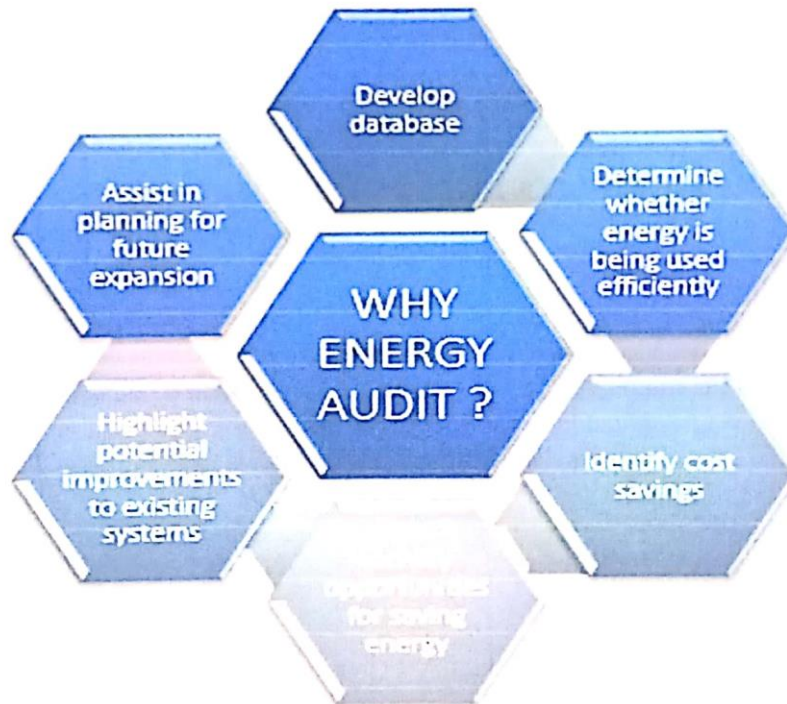 Develop
database
Determine
whether
energy is
being used
efficiently
Identify cost
savings
opportunities
for saving
energy
Highlight
potential
improvements
to existing
systems
Assist in
planning for
future
expansion
WHY
ENERGY
AUDIT ?